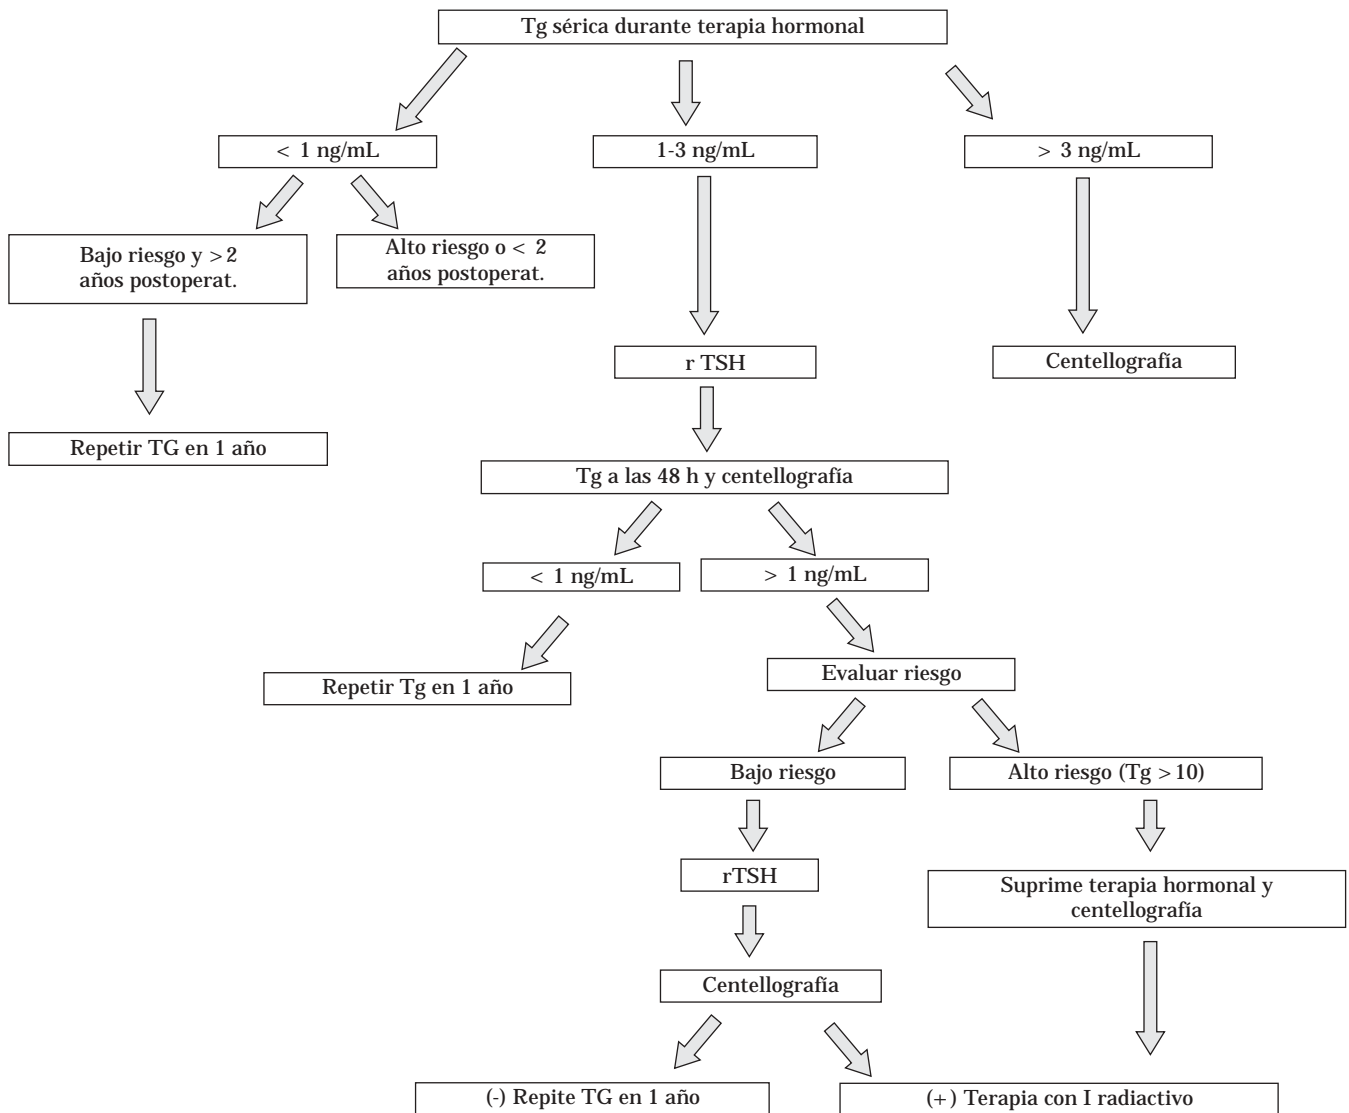 Tg sérica durante terapia hormonal
< 1 ng/mL
1-3 ng/mL
> 3 ng/mL
Bajo riesgo y >2
años postoperat.
Alto riesgo o < 2
años postoperat.
r TSH
Centellografía
Repetir TG en 1 año
Tg a las 48 h y centellografía
< 1 ng/mL
> 1 ng/mL
Repetir Tg en 1 año
Evaluar riesgo
Bajo riesgo
Alto riesgo (Tg >10)
rTSH
Suprime terapia hormonal y
centellografía
Centellografía
(-) Repite TG en 1 año
(+) Terapia con I radiactivo